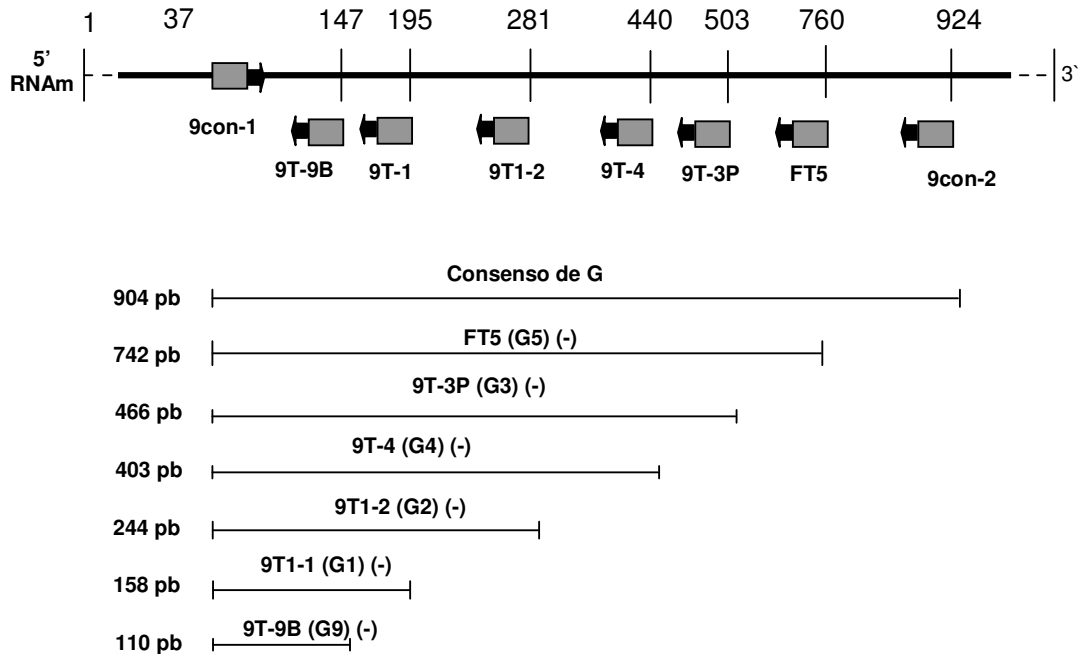 1 37 147 195 281 440 503 760 924
5’
RNAm
3`
9con-1
9T-9B 9T-1 9T1-2 9T-4 9T-3P FT5 9con-2
Consenso de G
904 pb
FT5 (G5) (-)
742 pb
9T-3P (G3) (-)
466 pb
9T-4 (G4) (-)
403 pb
9T1-2 (G2) (-)
244 pb
9T1-1 (G1) (-)
158 pb
9T-9B (G9) (-)
110 pb